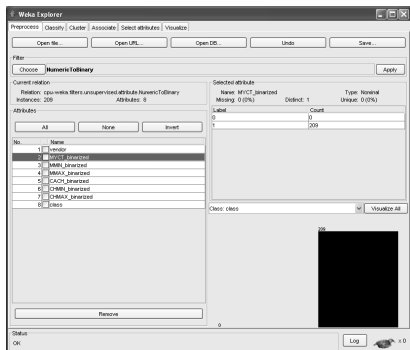 Weka Explorer
Preprocess Classify Cluster Associate Select attributes Visualize
Open file... Open URL... Open DB... Undo Save...
Filter
Choose NumericToBinary Apply
Current relation
Relation: cpu-weka.filters.unsupervised.attribute.NumericToBinary
Instances: 209 Attributes: 8
Attributes
All None Invert
No. Name
1 vendor
2 MYCT_binarized
3 MMIN_binarized
4 MMAX_binarized
5 CACH_binarized
6 CHMIN_binarized
7 CHMAX_binarized
8 class
Remove
Selected attribute
Name: MYCT_binarized Type: Nominal
Missing: 0 (0%) Distinct: 1 Unique: 0 (0%)
Label Count
0 0
1 209
Class: class Visualize All
209
0
Status
OK Log x 0